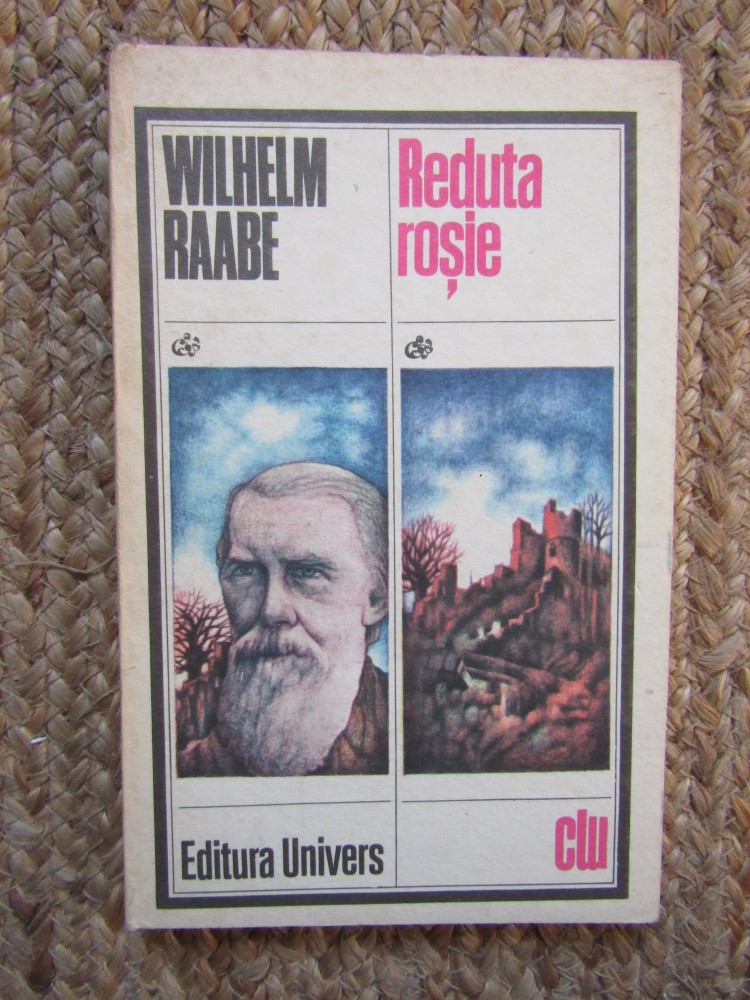 WILHELM
RAABE
Reduta
roșie
Editura Univers
clu